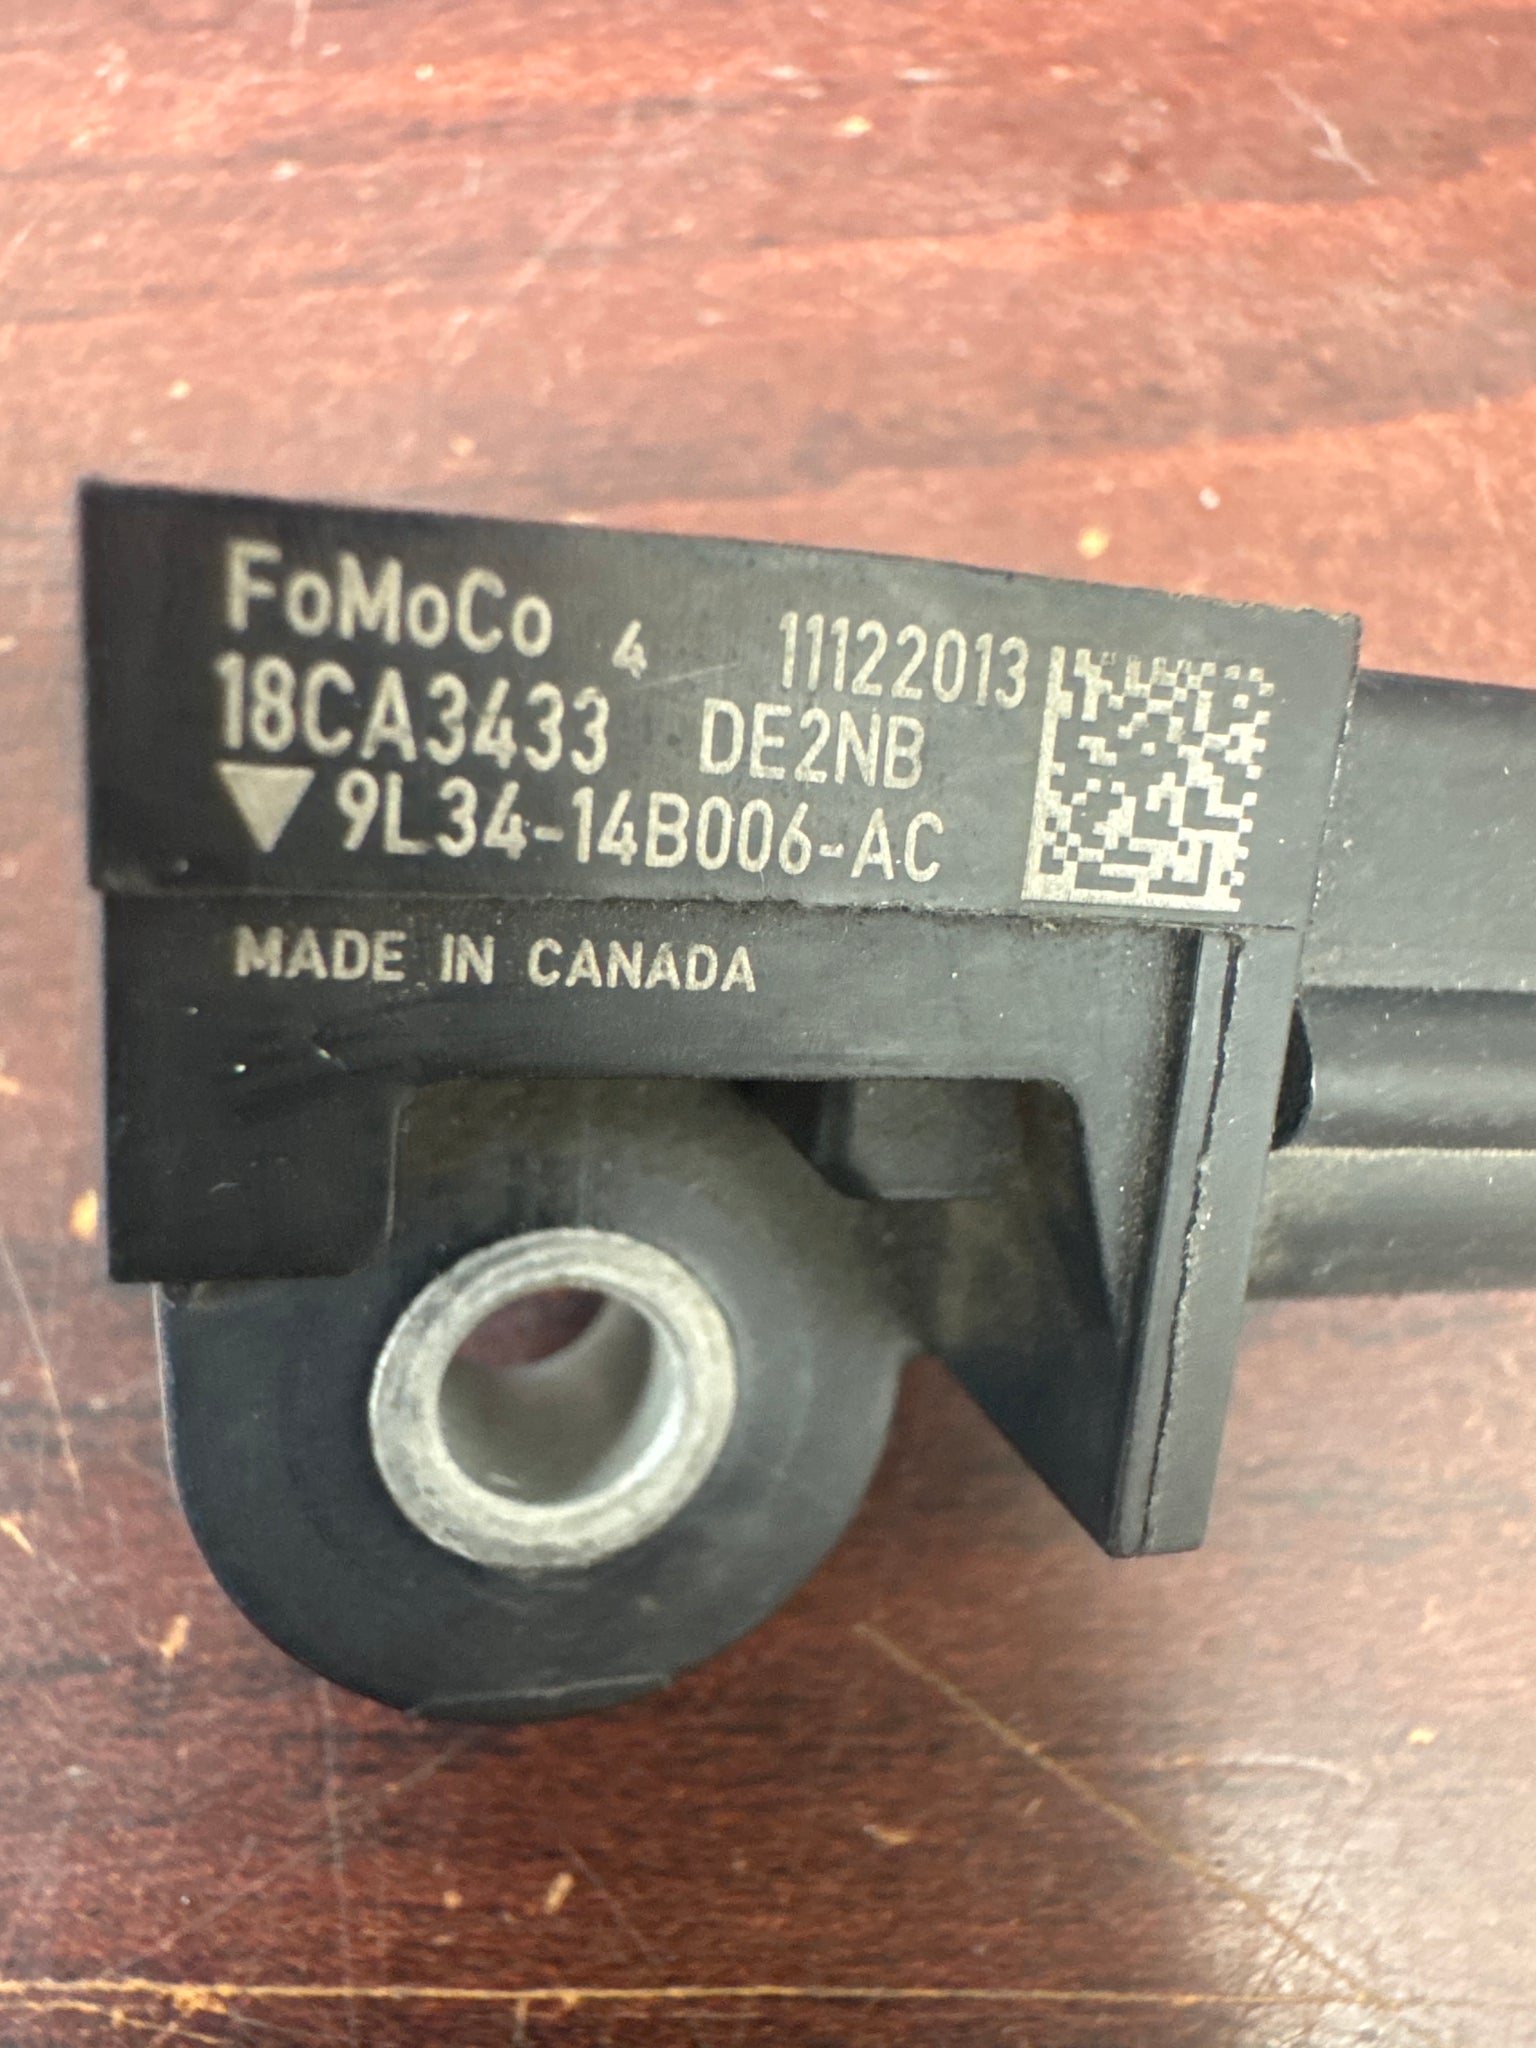 FoMoCo 4 11122013
18CA3433 DE2NB
9L34-14B006-AC
MADE IN CANADA